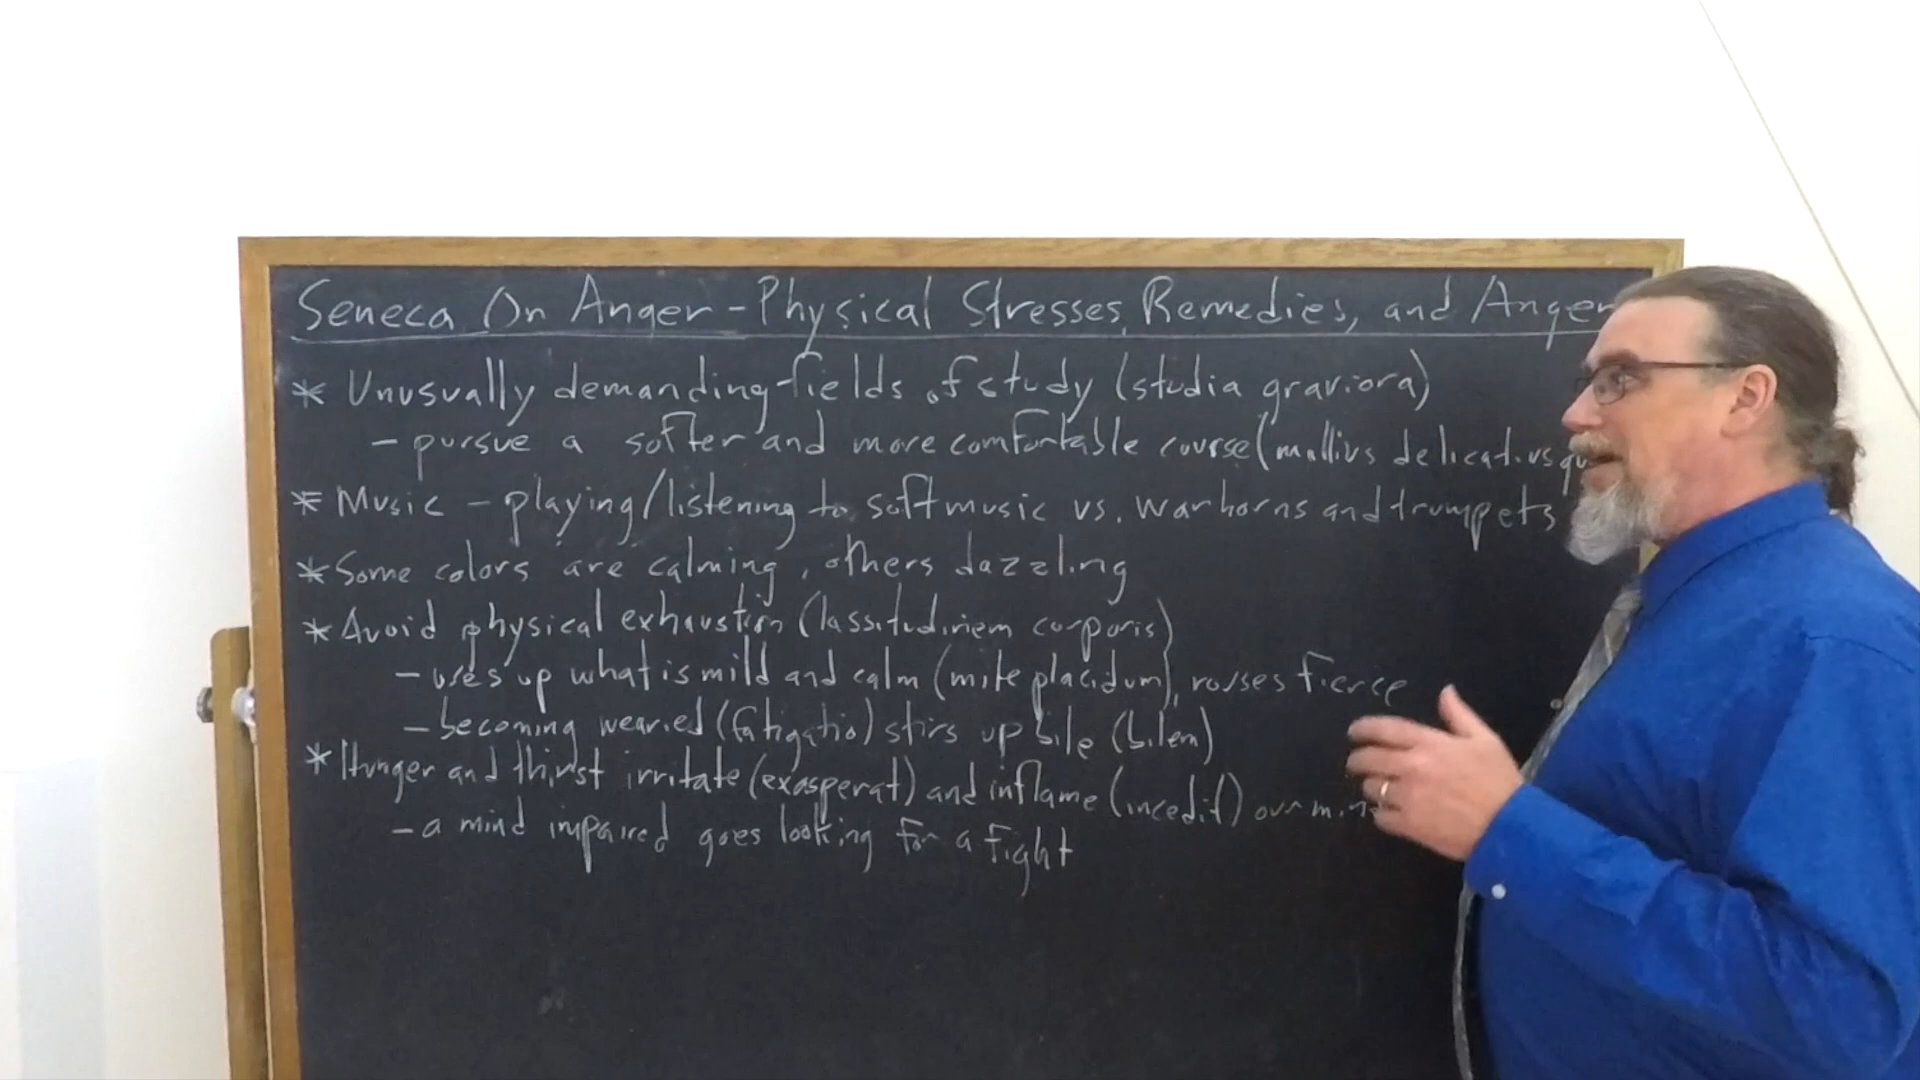 Seneca On Anger - Physical Stresses, Remedies, and Anger
* Unusually demanding fields of study (studia graviora)
- pursue a softer and more comfortable course (mollius delicatius
* Music - playing/listening to soft music vs. warhorns and trumpets
* Some colors are calming, others dazzling
* Avoid physical exhaustion (lassitudinem corporis)
- uses up what is mild and calm (mite placidum), rouses fierce
- becoming wearied (fatigatio) stirs up bile (bilem)
* Hunger and thirst irritate (exasperat) and inflame (incedit) our mind
- a mind impaired goes looking for a fight